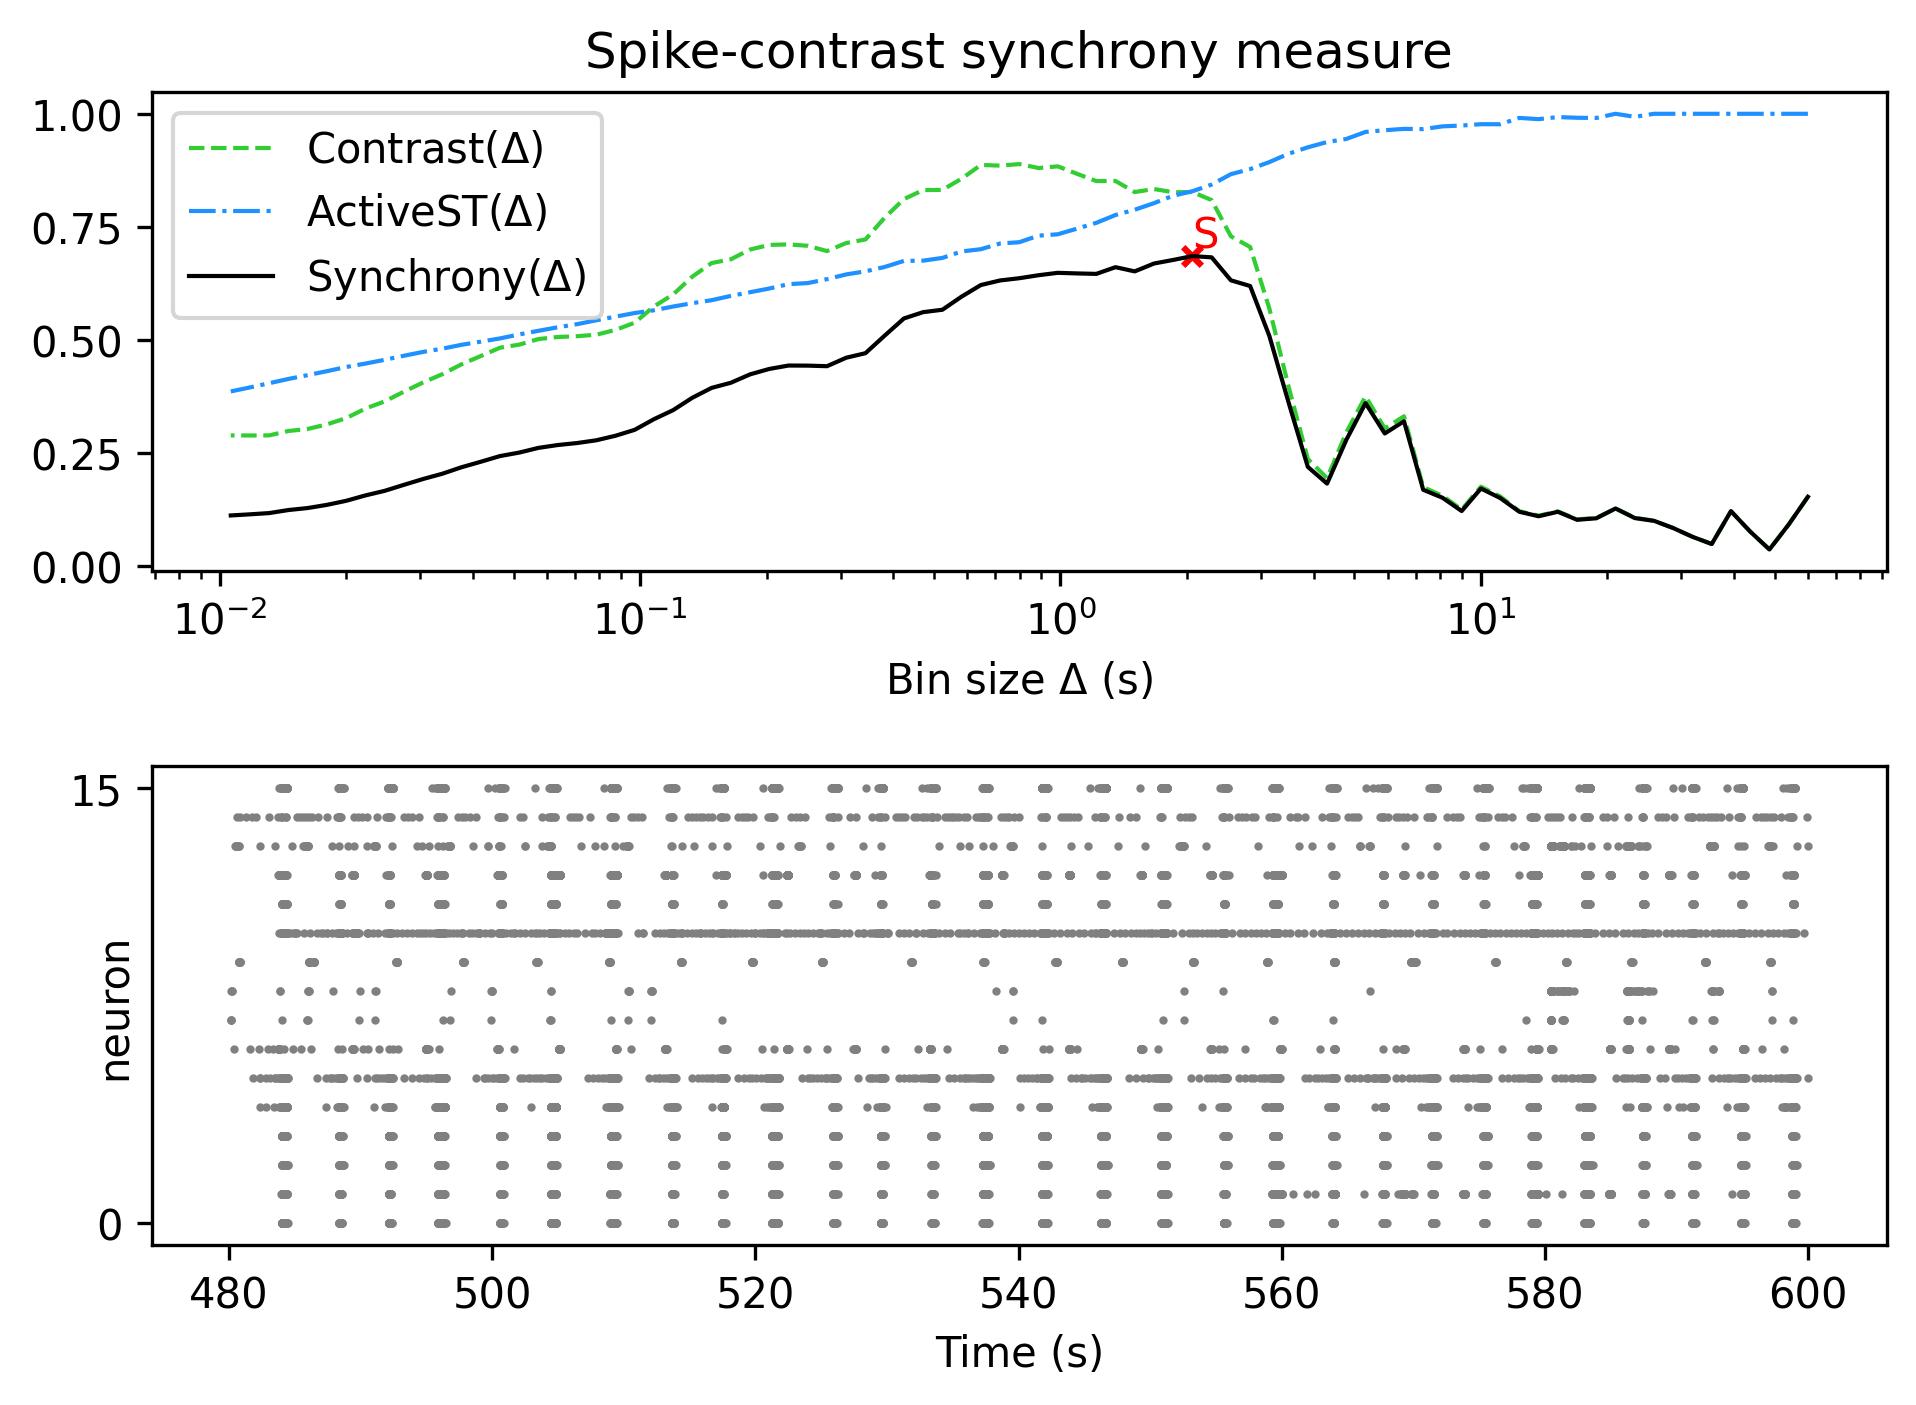 Spike-contrast synchrony measure
1.00
0.75
0.50
0.25
0.00
Contrast(Δ)
ActiveST(Δ)
Synchrony(Δ)
S
10⁻² 10⁻¹ 10⁰ 10¹
Bin size Δ (s)
15
0
neuron
480 500 520 540 560 580 600
Time (s)